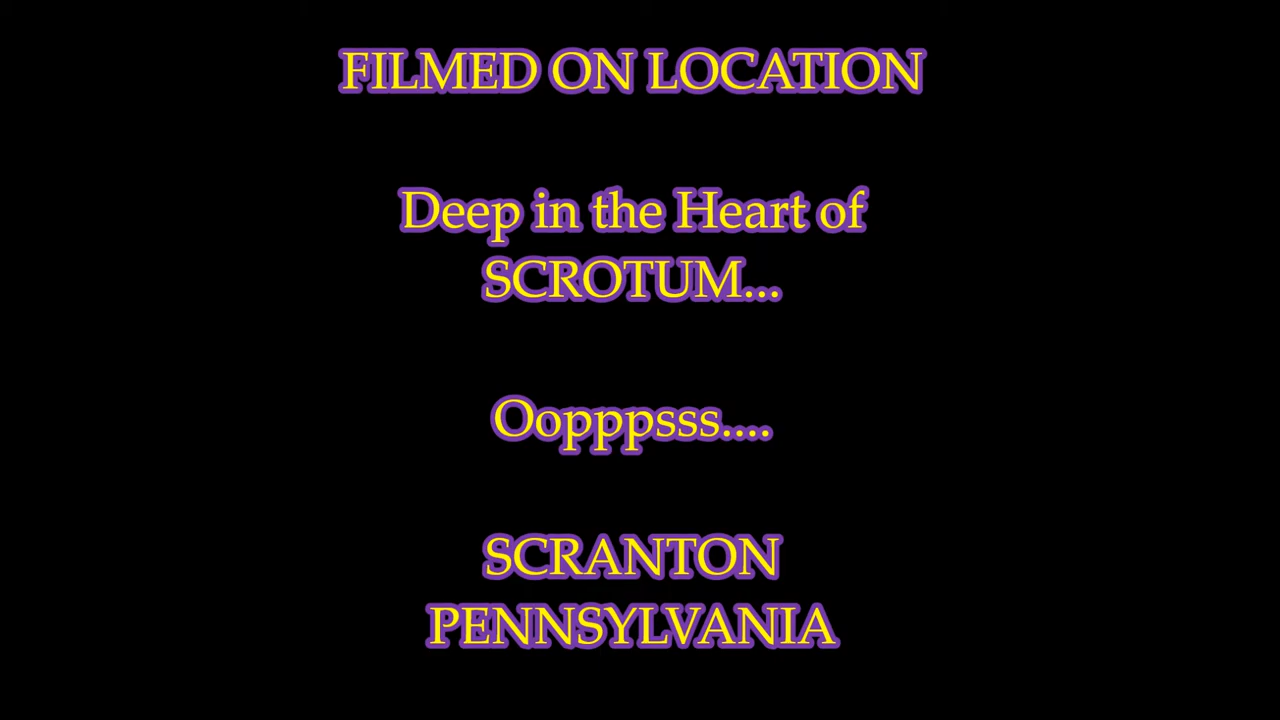 FILMED ON LOCATION
Deep in the Heart of
SCROTUM...
Oopppsss....
SCRANTON
PENNSYLVANIA